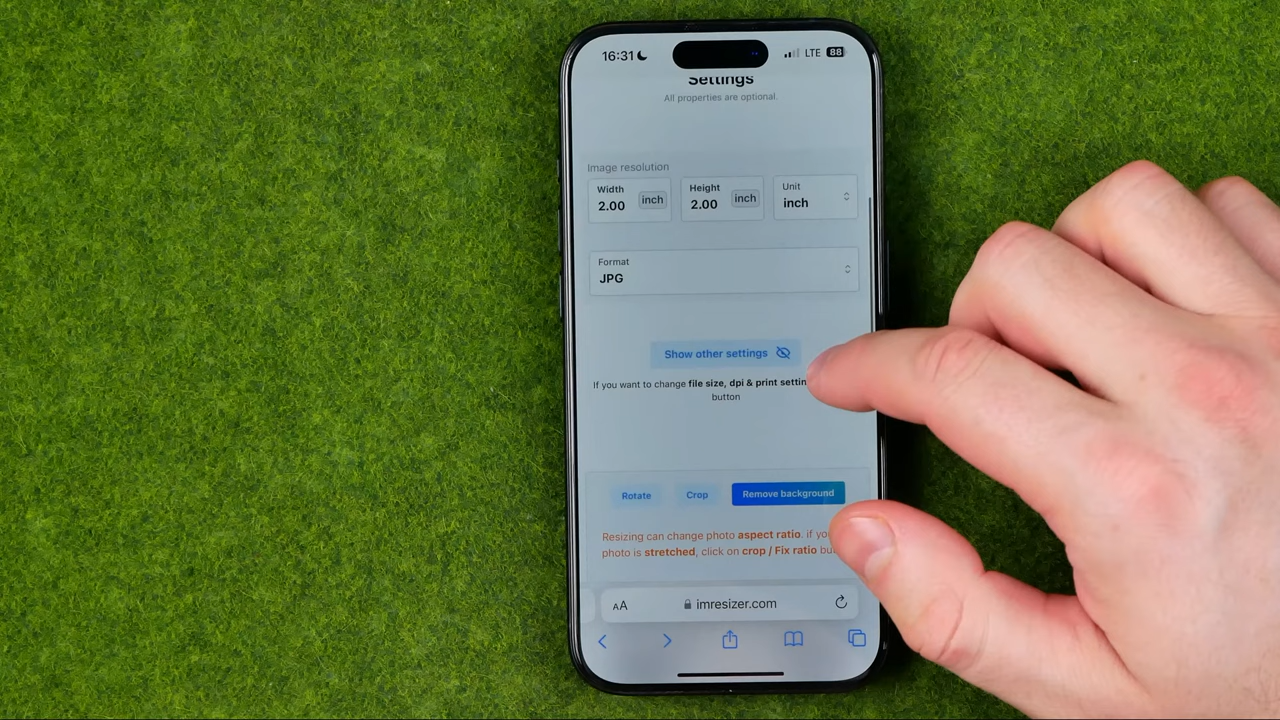 16:31 LTE 88
Settings
All properties are optional.
Image resolution
Width Height Unit
2.00 inch 2.00 inch inch
Format
JPG
Show other settings
If you want to change file size, dpi & print
button
Rotate Crop Remove background
Resizing can change photo aspect ratio. if
photo is stretched, click on crop / Fix ratio
AA imresizer.com